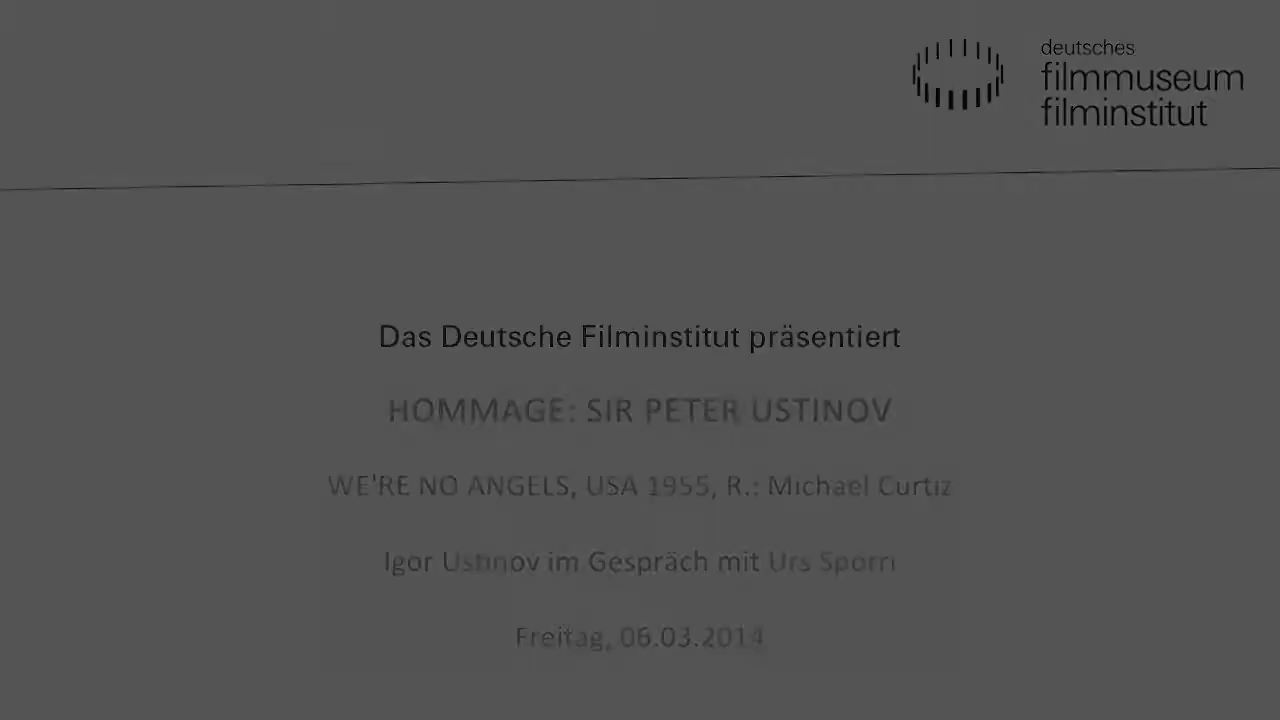 deutsches
filmmuseum
filminstitut
Das Deutsche Filminstitut präsentiert
HOMMAGE: SIR PETER USTINOV
WE'RE NO ANGELS, USA 1955, R.: Michael Curtiz
Igor Ustinov im Gespräch mit Urs Spörri
Freitag, 06.03.2014